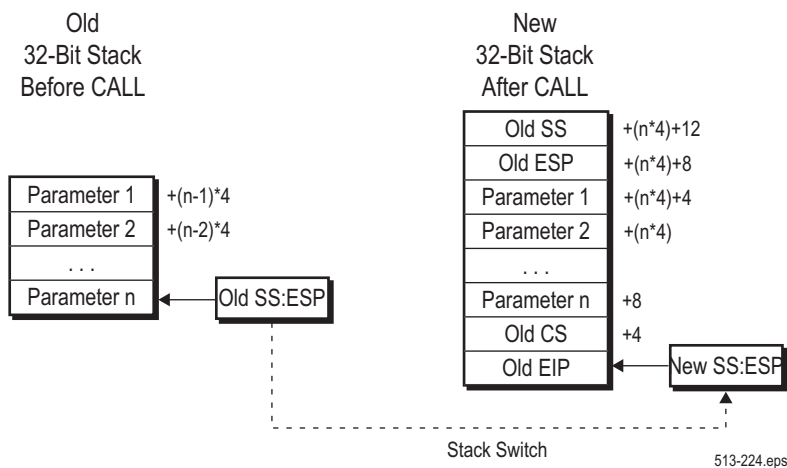 Old
32-Bit Stack
Before CALL
New
32-Bit Stack
After CALL
Parameter 1 +(n-1)*4
Parameter 2 +(n-2)*4
. . .
Parameter n
Old SS:ESP
Old SS +(n*4)+12
Old ESP +(n*4)+8
Parameter 1 +(n*4)+4
Parameter 2 +(n*4)
. . .
Parameter n +8
Old CS +4
Old EIP
New SS:ESP
Stack Switch
513-224.eps